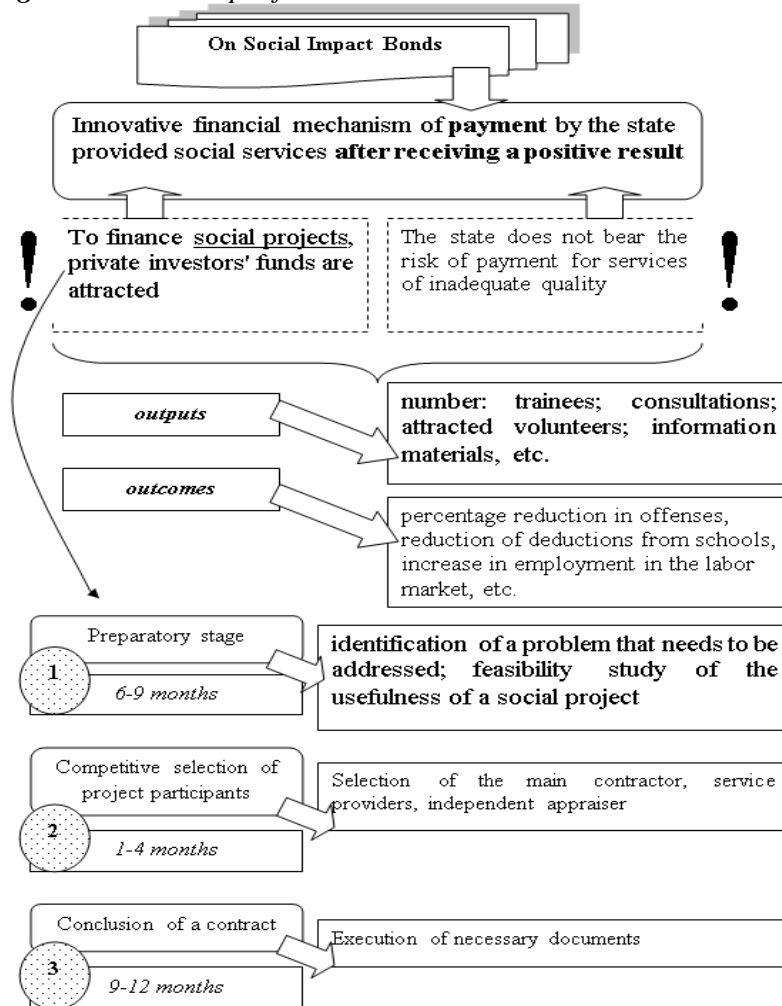 On Social Impact Bonds
Innovative financial mechanism of payment by the state
provided social services after receiving a positive result
!
To finance social projects,
private investors' funds are
attracted
The state does not bear the
risk of payment for services
of inadequate quality
!
outputs
number: trainees; consultations;
attracted volunteers; information
materials, etc.
outcomes
percentage reduction in offenses,
reduction of deductions from schools,
increase in employment in the labor
market, etc.
Preparatory stage
1
6-9 months
identification of a problem that needs to be
addressed; feasibility study of the
usefulness of a social project
Competitive selection of
project participants
2
1-4 months
Selection of the main contractor, service
providers, independent appraiser
Conclusion of a contract
3
9-12 months
Execution of necessary documents